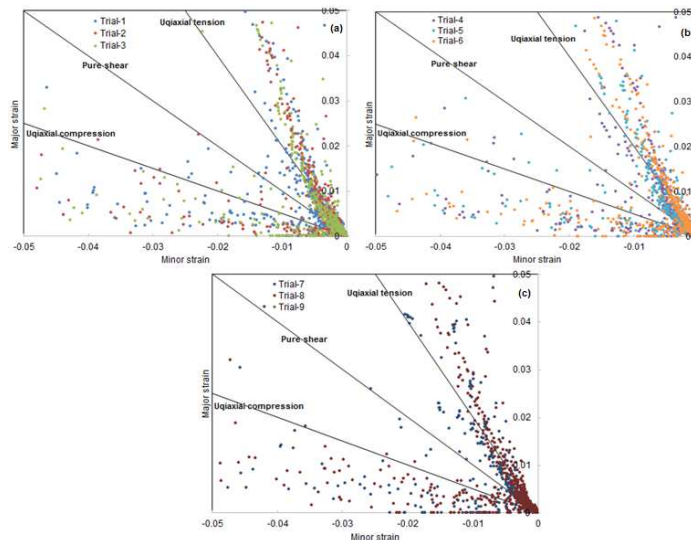 0.05
Uqiaxial tension
(a)
Trial-1
Trial-2
Trial-3
0.04
Pure shear
0.03
Major strain
Uqiaxial compression
0.02
0.01
0
-0.05 -0.04 -0.03 -0.02 -0.01 0
Minor strain
0.05
(b)
Trial-4
Trial-5
Trial-6
Uqiaxial tension
0.04
Pure shear
0.03
Major strain
Uqiaxial compression
0.02
0.01
0
-0.05 -0.04 -0.03 -0.02 -0.01
Minor strain
0.05
Trial-7
Trial-8
Trial-9
Uqiaxial tension
(c)
0.04
Pure shear
0.03
Major strain
Uqiaxial compression
0.02
0.01
0
-0.05 -0.04 -0.03 -0.02 -0.01 0
Minor strain